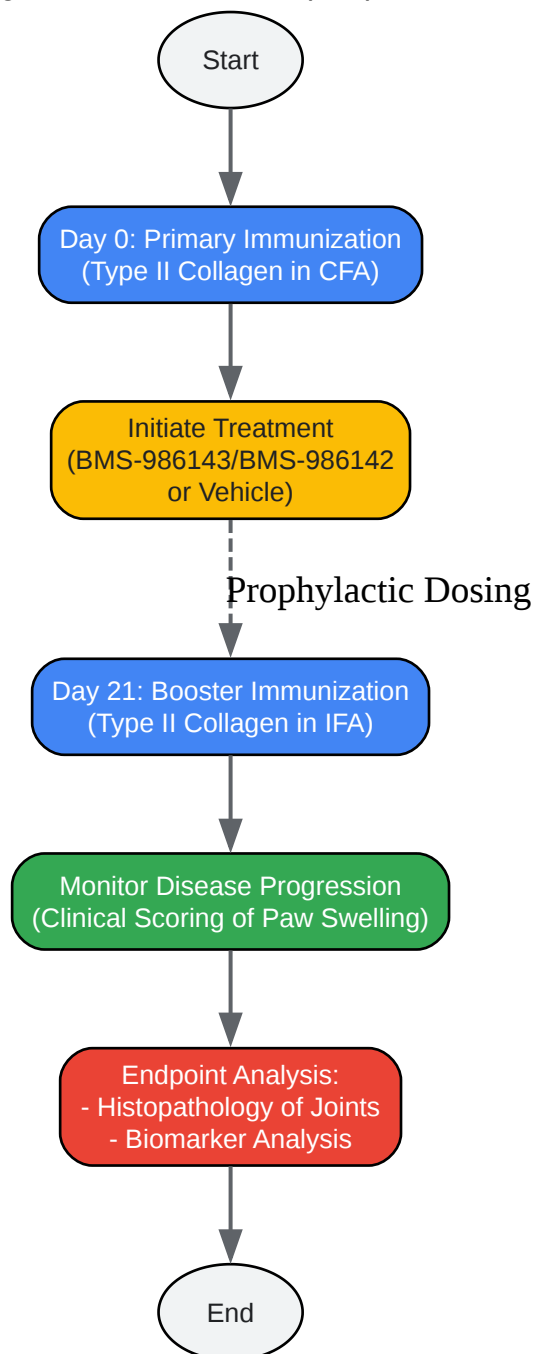 Start
Day 0: Primary Immunization
(Type II Collagen in CFA)
Initiate Treatment
(BMS-986143/BMS-986142
or Vehicle)
Prophylactic Dosing
Day 21: Booster Immunization
(Type II Collagen in IFA)
Monitor Disease Progression
(Clinical Scoring of Paw Swelling)
Endpoint Analysis:
- Histopathology of Joints
- Biomarker Analysis
End